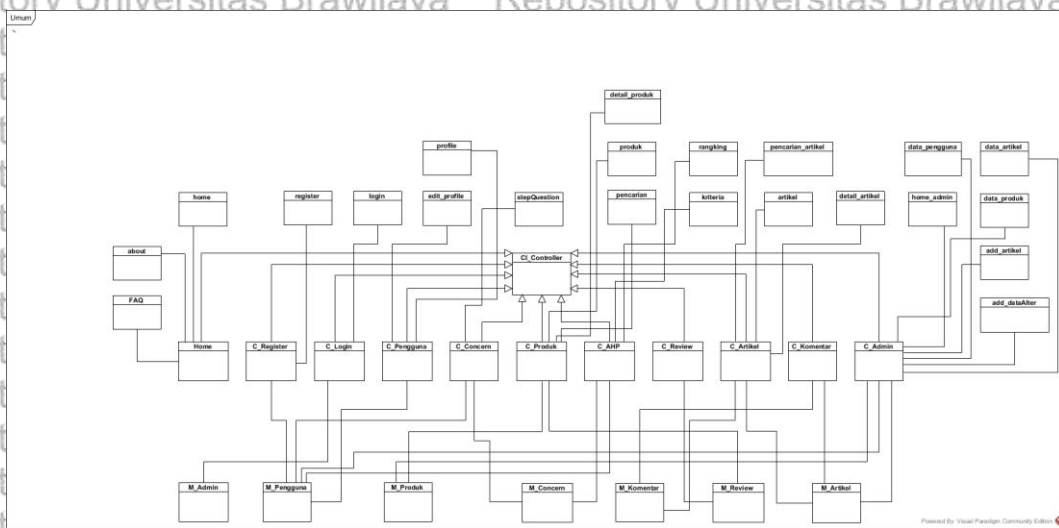 Repository Universitas Brawijaya Repository Universitas Brawijaya
Umum
detail_produk
profile
produk
rangking
pencarian_artikel
data_pengguna
data_artikel
home
register
login
edit_profile
stepQuestion
pencarian
kriteria
artikel
detail_artikel
home_admin
data_produk
about
CI_Controller
add_artikel
FAQ
add_dataAlter
Home
C_Register
C_Login
C_Pengguna
C_Concern
C_Produk
C_AHP
C_Review
C_Artikel
C_Komentar
C_Admin
M_Admin
M_Pengguna
M_Produk
M_Concern
M_Komentar
M_Review
M_Artikel
Powered By Visual Paradigm Community Edition